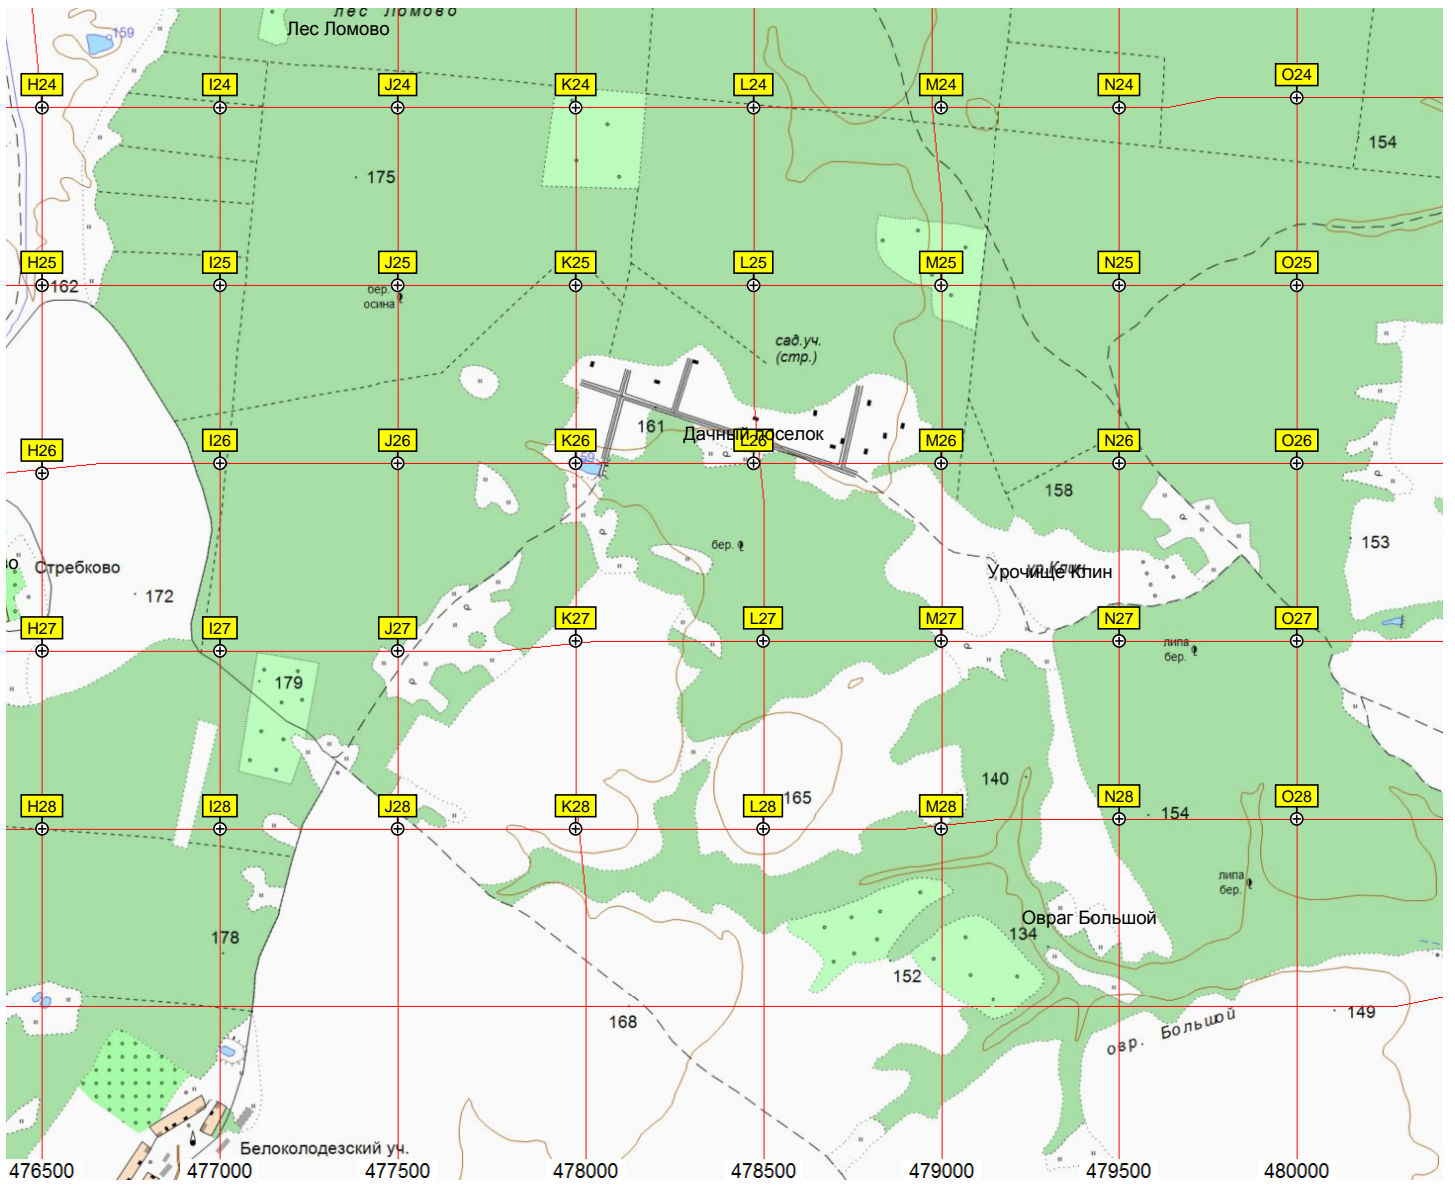 лес Ломово
Лес Ломово
159
H24 I24 J24 K24 L24 M24 N24 O24
154
175
H25 I25 J25 K25 L25 M25 N25 O25
162
бер.
осина
сад.уч.
(стр.)
161
Дачный поселок
H26 I26 J26 K26 L26 M26 N26 O26
158
бер.
153
Стребково
172
Урочище Клин
H27 I27 J27 K27 L27 M27 N27 O27
липа
бер.
179
140
165
H28 I28 J28 K28 L28 M28 N28 O28
154
липа
бер.
Овраг Большой
134
178
152
168
149
овр. Большой
Белоколодезский уч.
476500 477000 477500 478000 478500 479000 479500 480000